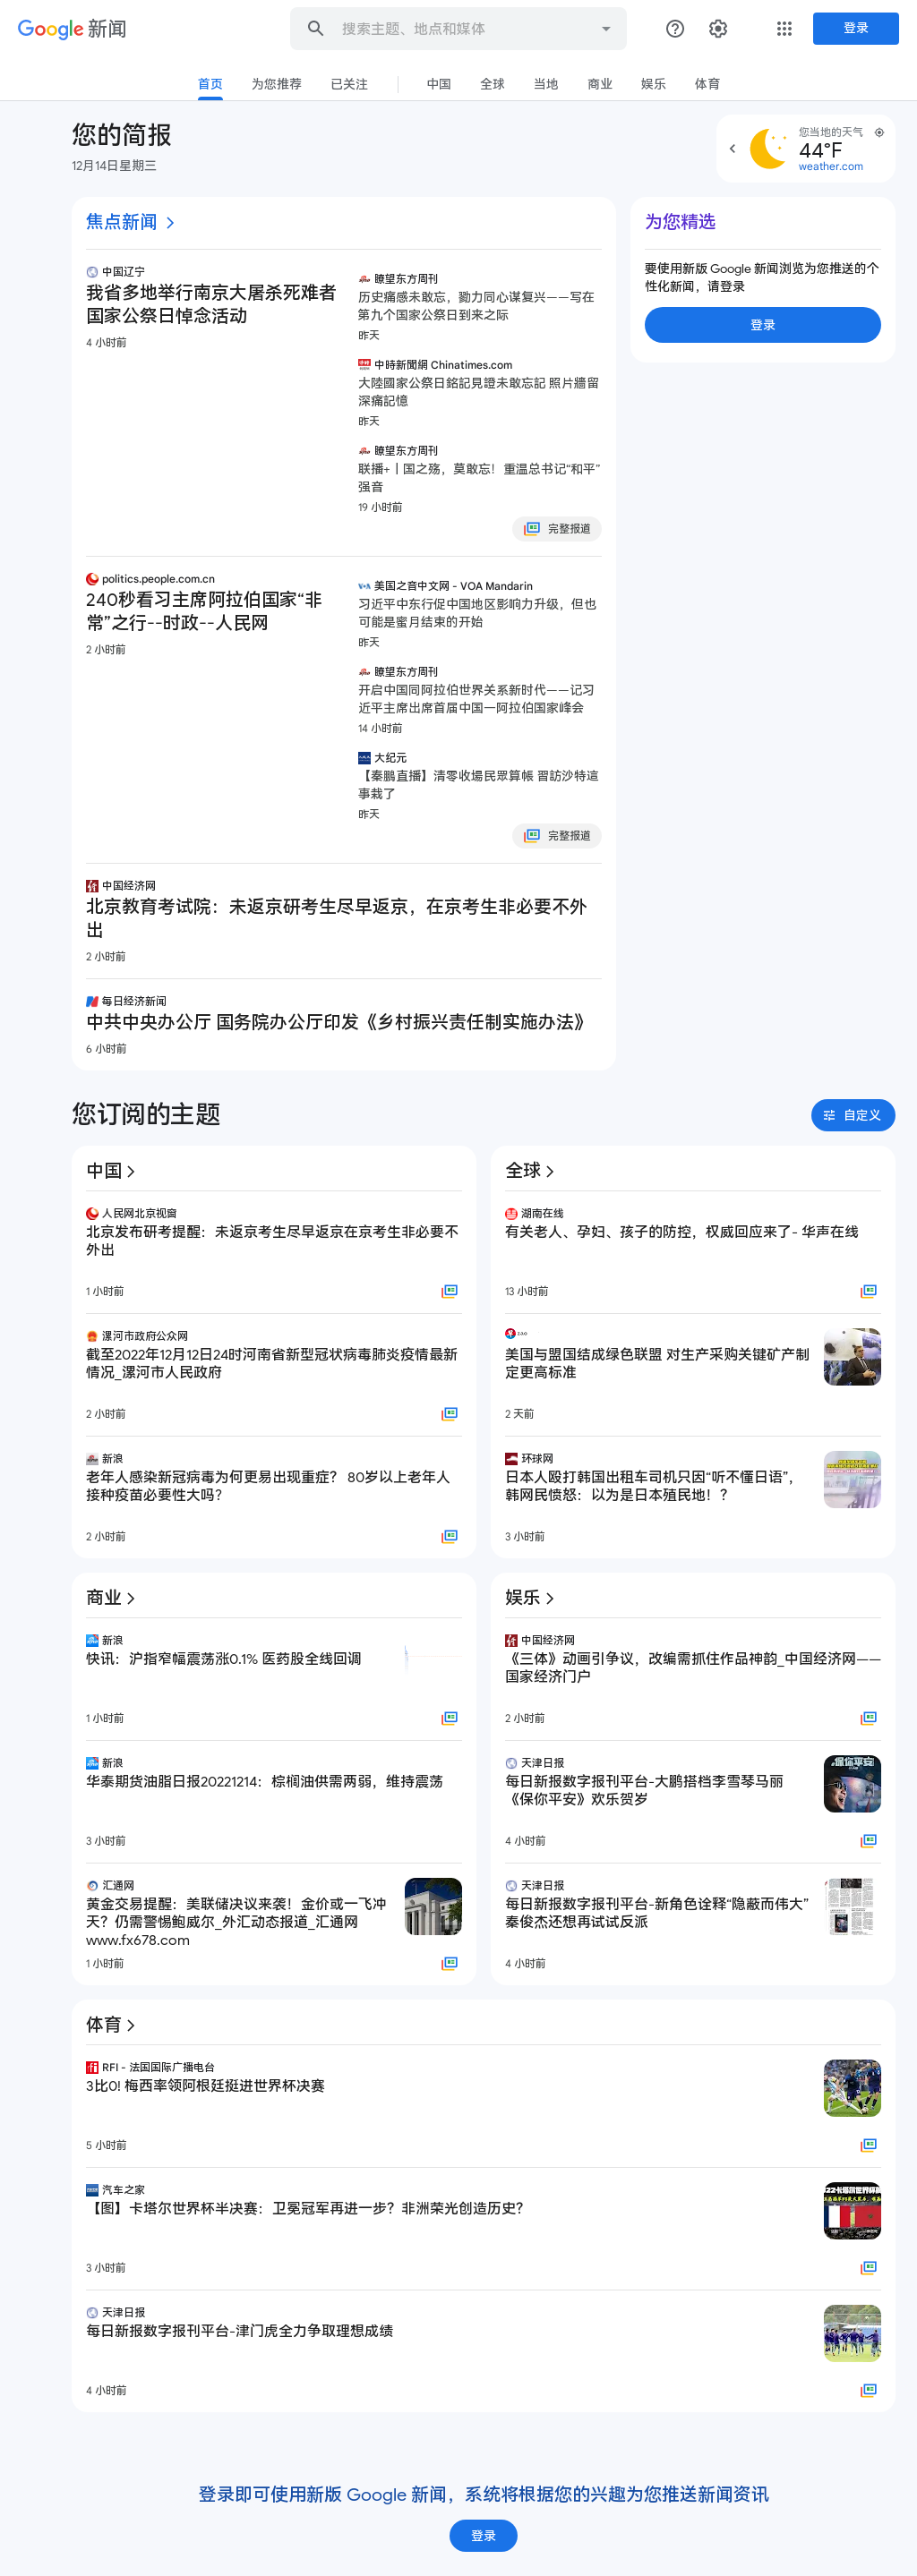 Google 新闻
搜索主题、地点和媒体
登录
首页
为您推荐
已关注
中国
全球
当地
商业
娱乐
体育
您的简报
12月14日星期三
您当地的天气
44°F
weather.com
焦点新闻
中国辽宁
我省多地举行南京大屠杀死难者
国家公祭日悼念活动
4 小时前
瞭望东方周刊
历史痛感未敢忘，勠力同心谋复兴——写在
第九个国家公祭日到来之际
昨天
中時新聞網 Chinatimes.com
大陸國家公祭日銘記見證未敢忘記 照片牆留
深痛記憶
昨天
瞭望东方周刊
联播+丨国之殇，莫敢忘！重温总书记“和平”
强音
19 小时前
完整报道
为您精选
要使用新版 Google 新闻浏览为您推送的个
性化新闻，请登录
登录
politics.people.com.cn
240秒看习主席阿拉伯国家“非
常”之行--时政--人民网
2 小时前
美国之音中文网 - VOA Mandarin
习近平中东行促中国地区影响力升级，但也
可能是蜜月结束的开始
昨天
瞭望东方周刊
开启中国同阿拉伯世界关系新时代——记习
近平主席出席首届中国—阿拉伯国家峰会
14 小时前
大纪元
【秦鵬直播】清零收場民眾算帳 習訪沙特這
事栽了
昨天
完整报道
中国经济网
北京教育考试院：未返京研考生尽早返京，在京考生非必要不外
出
2 小时前
每日经济新闻
中共中央办公厅 国务院办公厅印发《乡村振兴责任制实施办法》
6 小时前
您订阅的主题
自定义
中国
人民网北京视窗
北京发布研考提醒：未返京考生尽早返京在京考生非必要不
外出
1 小时前
漯河市政府公众网
截至2022年12月12日24时河南省新型冠状病毒肺炎疫情最新
情况_漯河市人民政府
2 小时前
新浪
老年人感染新冠病毒为何更易出现重症？ 80岁以上老年人
接种疫苗必要性大吗？
2 小时前
全球
湖南在线
有关老人、孕妇、孩子的防控，权威回应来了- 华声在线
13 小时前
美国与盟国结成绿色联盟 对生产采购关键矿产制
定更高标准
2 天前
环球网
日本人殴打韩国出租车司机只因“听不懂日语”，
韩网民愤怒：以为是日本殖民地！？
3 小时前
商业
新浪
快讯：沪指窄幅震荡涨0.1% 医药股全线回调
1 小时前
新浪
华泰期货油脂日报20221214：棕榈油供需两弱，维持震荡
3 小时前
汇通网
黄金交易提醒：美联储决议来袭！金价或一飞冲
天？仍需警惕鲍威尔_外汇动态报道_汇通网
www.fx678.com
1 小时前
娱乐
中国经济网
《三体》动画引争议，改编需抓住作品神韵_中国经济网——
国家经济门户
2 小时前
天津日报
每日新报数字报刊平台-大鹏搭档李雪琴马丽
《保你平安》欢乐贺岁
保你平安
4 小时前
天津日报
每日新报数字报刊平台-新角色诠释“隐蔽而伟大”
秦俊杰还想再试试反派
4 小时前
体育
RFI - 法国国际广播电台
3比0! 梅西率领阿根廷挺进世界杯决赛
5 小时前
汽车之家
【图】卡塔尔世界杯半决赛：卫冕冠军再进一步？非洲荣光创造历史？
3 小时前
天津日报
每日新报数字报刊平台-津门虎全力争取理想成绩
4 小时前
登录即可使用新版 Google 新闻，系统将根据您的兴趣为您推送新闻资讯
登录